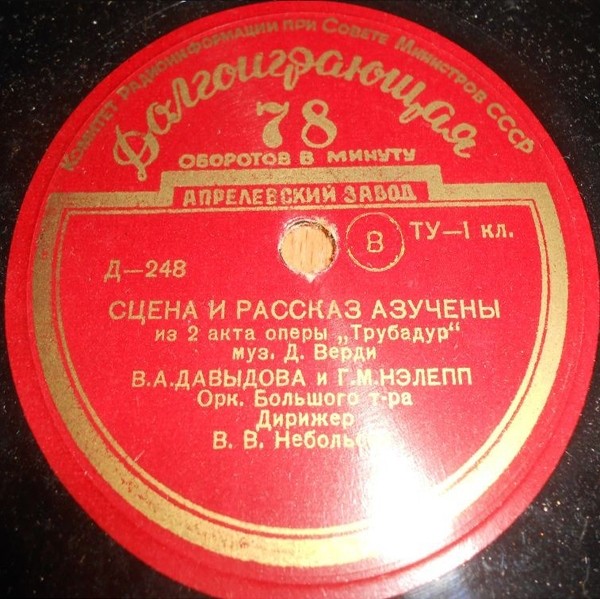 Комитет Радиоинформации при Совете Министров СССР
Долгоиграющая
78
ОБОРОТОВ В МИНУТУ
АПРЕЛЕВСКИЙ ЗАВОД
В ТУ—1 кл.
Д—248
СЦЕНА И РАССКАЗ АЗУЧЕНЫ
из 2 акта оперы „Трубадур“
муз. Д. Верди
В.А.ДАВЫДОВА и Г.М.НЭЛЕПП
Орк. Большого т-ра
Дирижер
В. В.